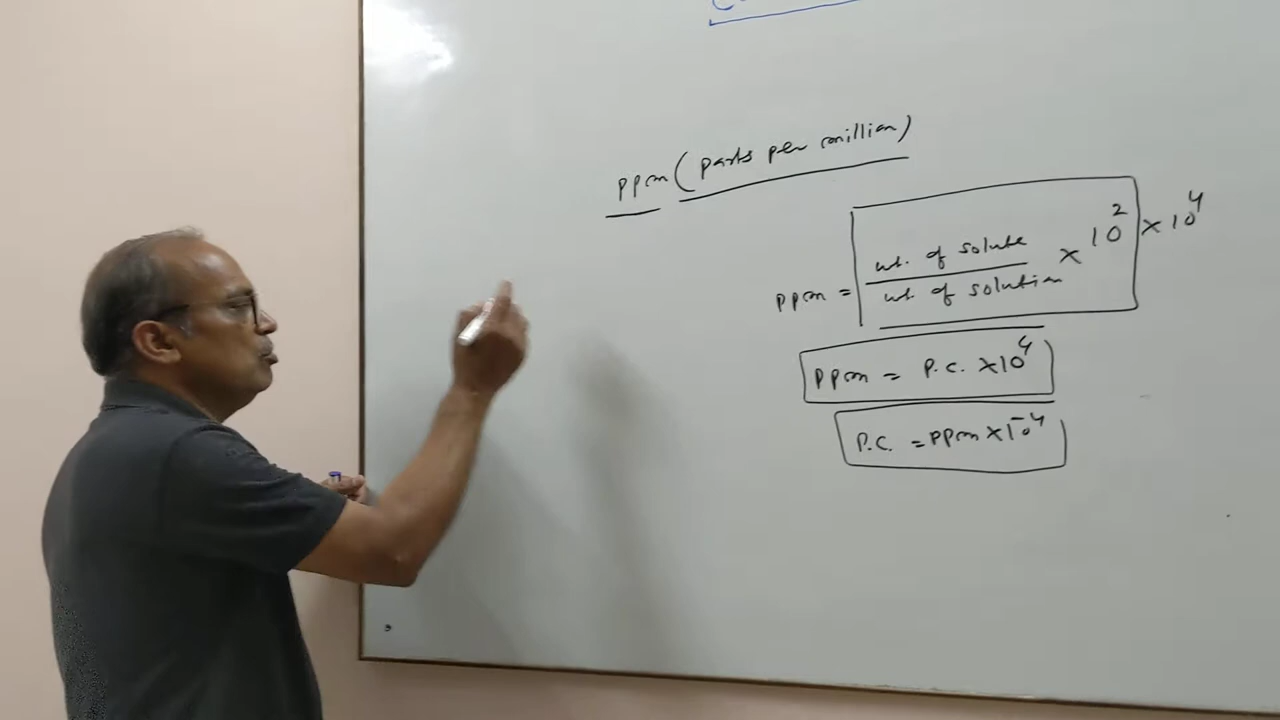 ppm (parts per million)
ppm = wt. of solute / wt. of solution × 10² × 10⁴
ppm = P.C. × 10⁴
P.C. = ppm × 10⁻⁴